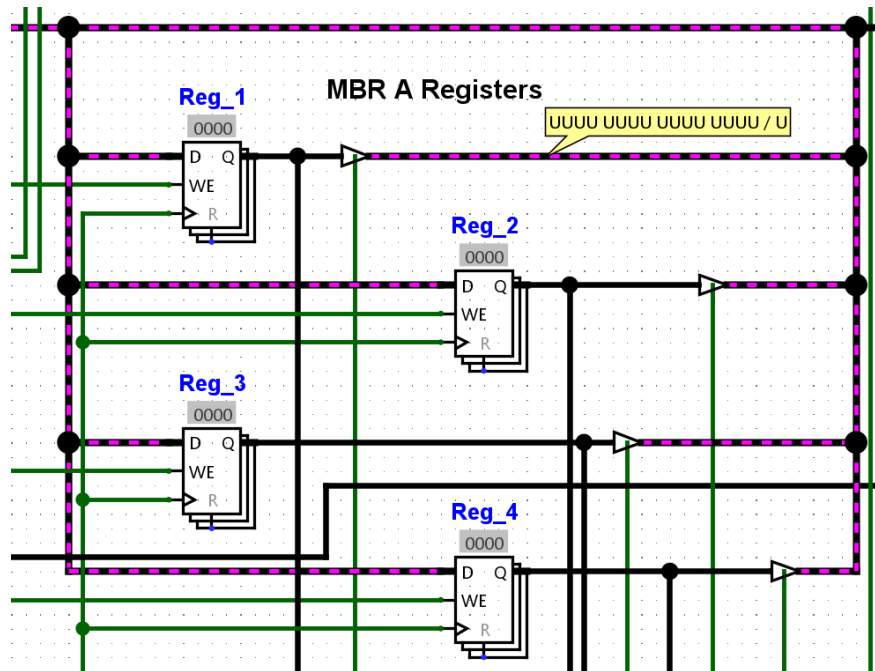 MBR A Registers
UUUU UUUU UUUU UUUU / U
Reg_1
0000
D Q
WE
R
Reg_2
0000
D Q
WE
R
Reg_3
0000
D Q
WE
R
Reg_4
0000
D Q
WE
R